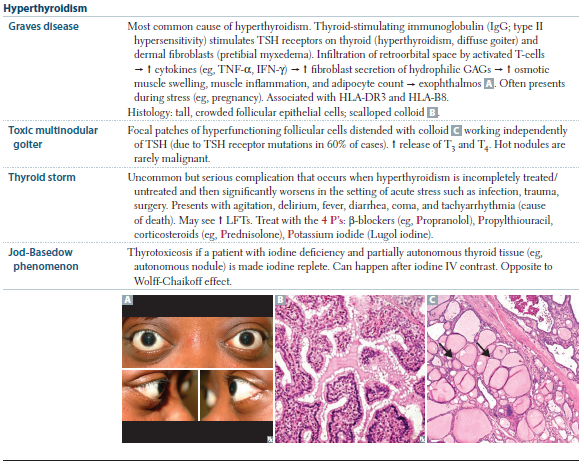 Hyperthyroidism
Graves disease
Most common cause of hyperthyroidism. Thyroid-stimulating immunoglobulin (IgG; type II
hypersensitivity) stimulates TSH receptors on thyroid (hyperthyroidism, diffuse goiter) and
dermal fibroblasts (pretibial myxedema). Infiltration of retroorbital space by activated T-cells
→ ↑ cytokines (eg, TNF-α, IFN-γ) → ↑ fibroblast secretion of hydrophilic GAGs → ↑ osmotic
muscle swelling, muscle inflammation, and adipocyte count → exophthalmos A. Often presents
during stress (eg, pregnancy). Associated with HLA-DR3 and HLA-B8.
Histology: tall, crowded follicular epithelial cells; scalloped colloid B.
Toxic multinodular
goiter
Focal patches of hyperfunctioning follicular cells distended with colloid C working independently
of TSH (due to TSH receptor mutations in 60% of cases). ↑ release of T3 and T4. Hot nodules are
rarely malignant.
Thyroid storm
Uncommon but serious complication that occurs when hyperthyroidism is incompletely treated/
untreated and then significantly worsens in the setting of acute stress such as infection, trauma,
surgery. Presents with agitation, delirium, fever, diarrhea, coma, and tachyarrhythmia (cause
of death). May see ↑ LFTs. Treat with the 4 P's: β-blockers (eg, Propranolol), Propylthiouracil,
corticosteroids (eg, Prednisolone), Potassium iodide (Lugol iodine).
Jod-Basedow
phenomenon
Thyrotoxicosis if a patient with iodine deficiency and partially autonomous thyroid tissue (eg,
autonomous nodule) is made iodine replete. Can happen after iodine IV contrast. Opposite to
Wolff-Chaikoff effect.
A
B
C